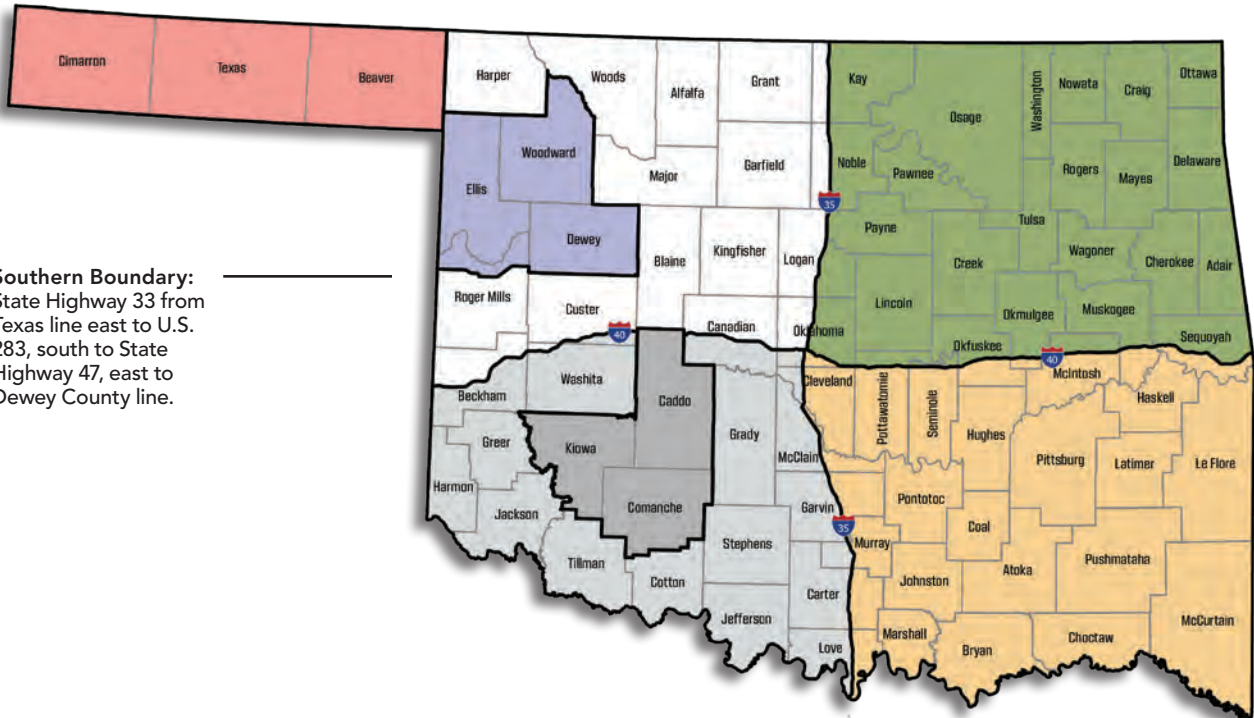 Cimarron
Texas
Beaver
Harper
Woods
Alfalfa
Grant
Kay
Osage
Washington
Nowata
Craig
Ottawa
Woodward
Ellis
Major
Garfield
Noble
Pawnee
Rogers
Mayes
Delaware
35
Dewey
Payne
Tulsa
Blaine
Kingfisher
Logan
Creek
Wagoner
Cherokee
Adair
Southern Boundary:
State Highway 33 from
Texas line east to U.S.
283, south to State
Highway 47, east to
Dewey County line.
Roger Mills
Custer
40
Canadian
Oklahoma
Lincoln
Okmulgee
Muskogee
Okfuskee
40
Sequoyah
Beckham
Washita
Caddo
Cleveland
Pottawatomie
Seminole
McIntosh
Haskell
Greer
Kiowa
Grady
McClain
Hughes
Pittsburg
Latimer
Le Flore
Harmon
Jackson
Comanche
Garvin
Pontotoc
Coal
35
Stephens
Murray
Tillman
Cotton
Carter
Johnston
Atoka
Pushmataha
Jefferson
Love
Marshall
Bryan
Choctaw
McCurtain